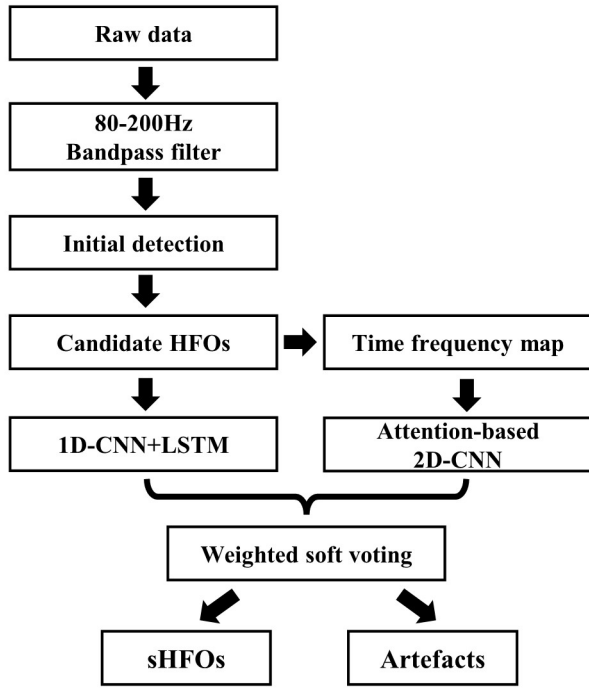 Raw data
80-200Hz
Bandpass filter
Initial detection
Candidate HFOs
Time frequency map
1D-CNN+LSTM
Attention-based
2D-CNN
Weighted soft voting
sHFOs
Artefacts